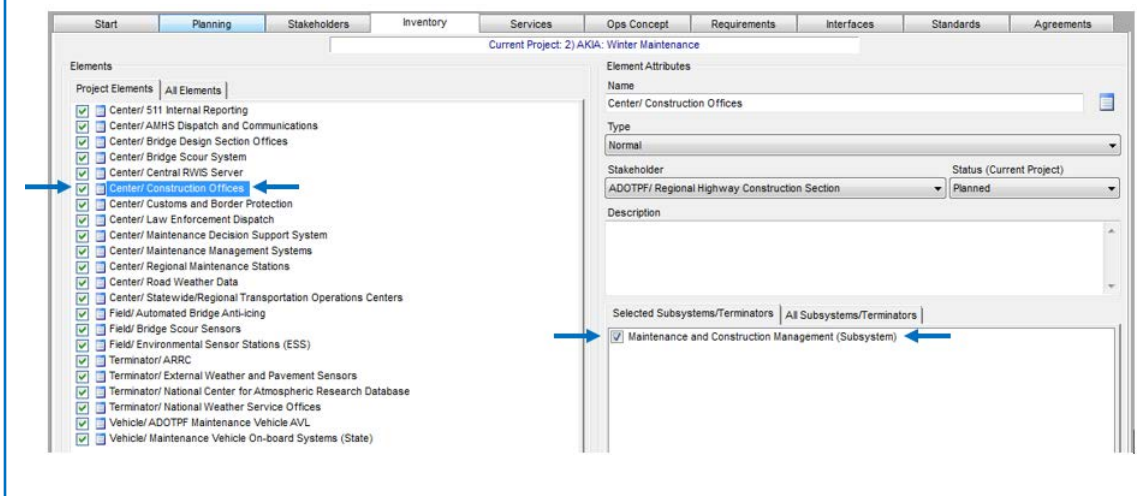 Start Planning Stakeholders Inventory Services Ops Concept Requirements Interfaces Standards Agreements
Current Project: 2) AKIA: Winter Maintenance
Elements
Project Elements All Elements
Center/ 511 Internal Reporting
Center/ AMHS Dispatch and Communications
Center/ Bridge Design Section Offices
Center/ Bridge Scour System
Center/ Central RWIS Server
Center/ Construction Offices
Center/ Customs and Border Protection
Center/ Law Enforcement Dispatch
Center/ Maintenance Decision Support System
Center/ Maintenance Management Systems
Center/ Regional Maintenance Stations
Center/ Road Weather Data
Center/ Statewide/Regional Transportation Operations Centers
Field/ Automated Bridge Anti-icing
Field/ Bridge Scour Sensors
Field/ Environmental Sensor Stations (ESS)
Terminator/ ARRC
Terminator/ External Weather and Pavement Sensors
Terminator/ National Center for Atmospheric Research Database
Terminator/ National Weather Service Offices
Vehicle/ ADOTPF Maintenance Vehicle AVL
Vehicle/ Maintenance Vehicle On-board Systems (State)
Element Attributes
Name
Center/ Construction Offices
Type
Normal
Stakeholder Status (Current Project)
ADOTPF/ Regional Highway Construction Section Planned
Description
Selected Subsystems/Terminators All Subsystems/Terminators
Maintenance and Construction Management (Subsystem)